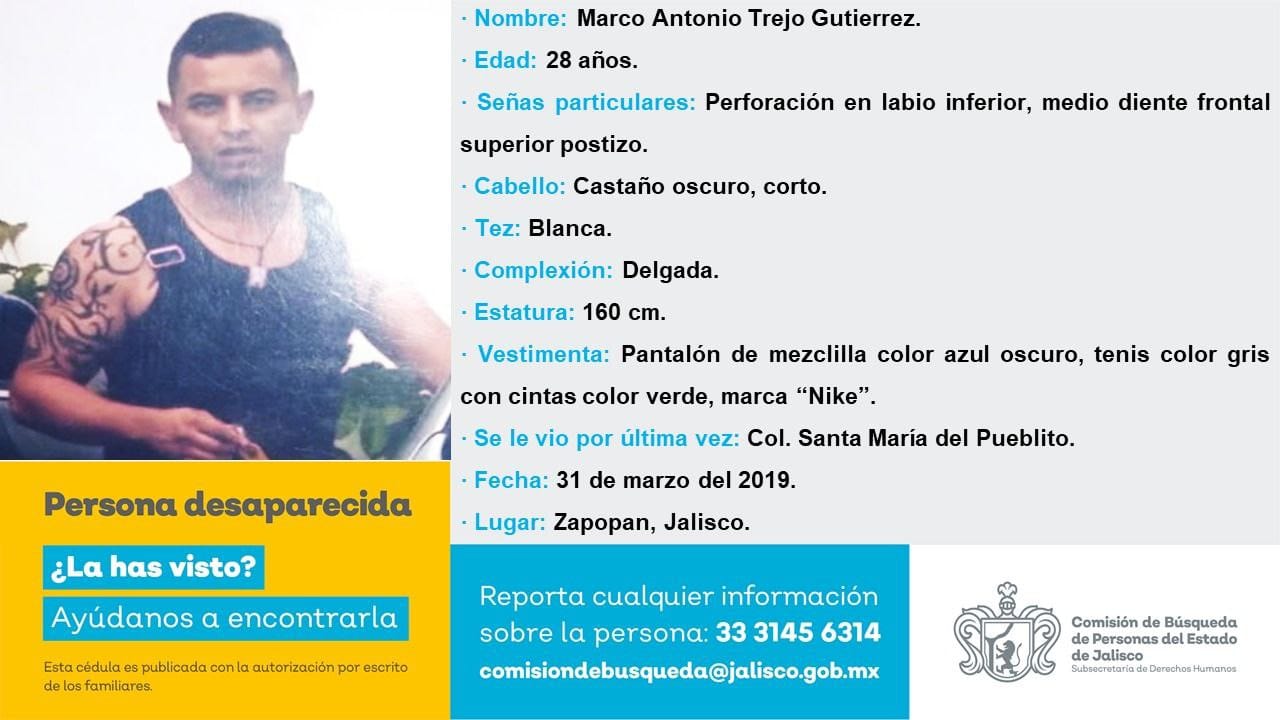 · Nombre: Marco Antonio Trejo Gutierrez.
· Edad: 28 años.
· Señas particulares: Perforación en labio inferior, medio diente frontal
superior postizo.
· Cabello: Castaño oscuro, corto.
· Tez: Blanca.
· Complexión: Delgada.
· Estatura: 160 cm.
· Vestimenta: Pantalón de mezclilla color azul oscuro, tenis color gris
con cintas color verde, marca “Nike”.
· Se le vio por última vez: Col. Santa María del Pueblito.
· Fecha: 31 de marzo del 2019.
· Lugar: Zapopan, Jalisco.
Persona desaparecida
¿La has visto?
Ayúdanos a encontrarla
Esta cédula es publicada con la autorización por escrito
de los familiares.
Reporta cualquier información
sobre la persona: 33 3145 6314
comisiondebusqueda@jalisco.gob.mx
Comisión de Búsqueda
de Personas del Estado
de Jalisco
Subsecretaría de Derechos Humanos